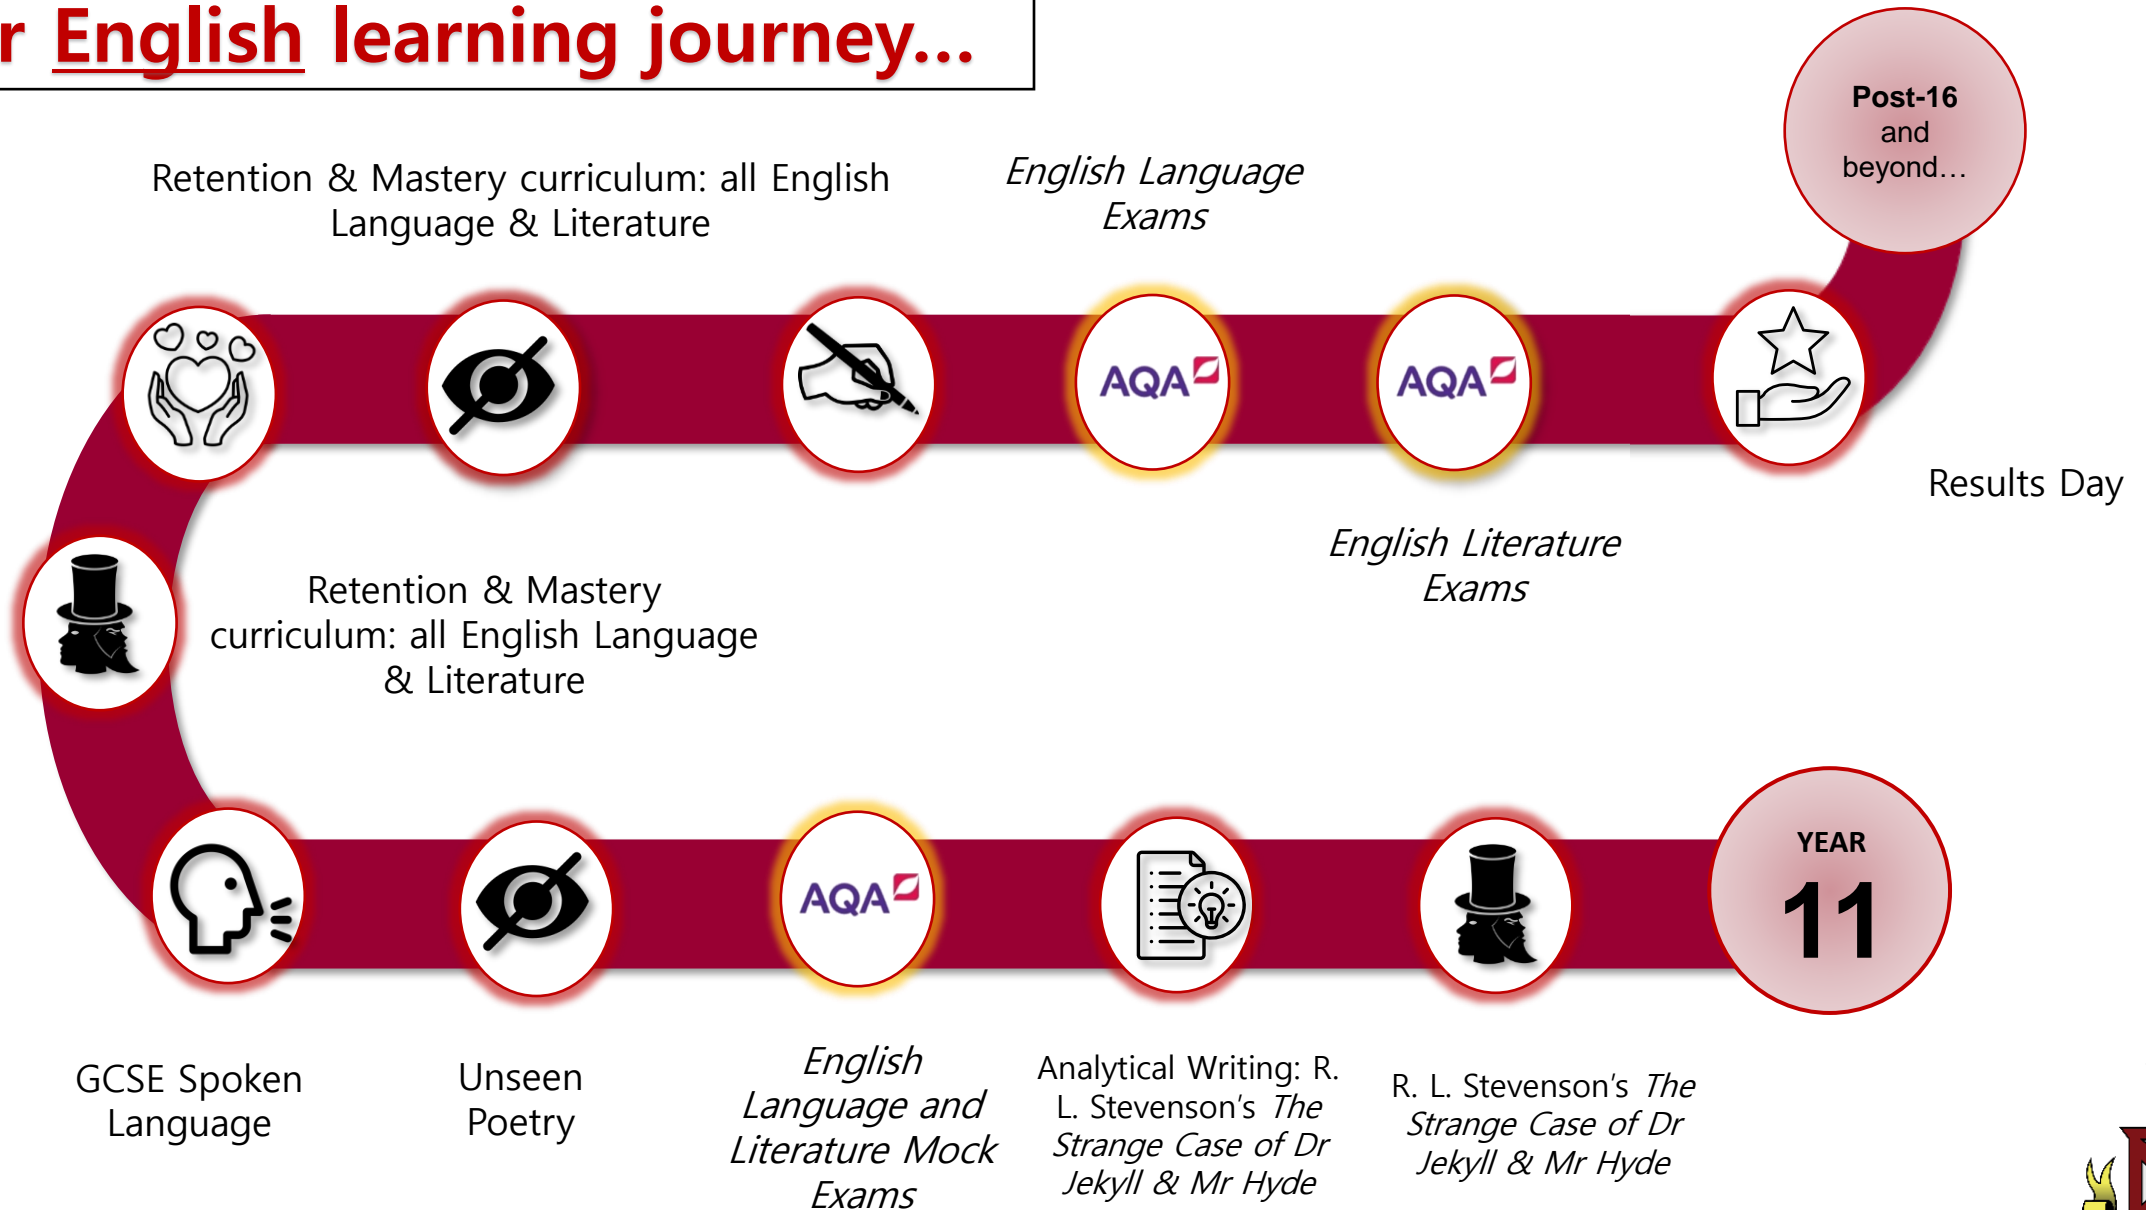 r English learning journey...
Post-16
and
beyond...
Retention & Mastery curriculum: all English
Language & Literature
English Language
Exams
AQA
AQA
Results Day
English Literature
Exams
Retention & Mastery
curriculum: all English Language
& Literature
AQA
YEAR
11
GCSE Spoken
Language
Unseen
Poetry
English
Language and
Literature Mock
Exams
Analytical Writing: R.
L. Stevenson's The
Strange Case of Dr
Jekyll & Mr Hyde
R. L. Stevenson's The
Strange Case of Dr
Jekyll & Mr Hyde